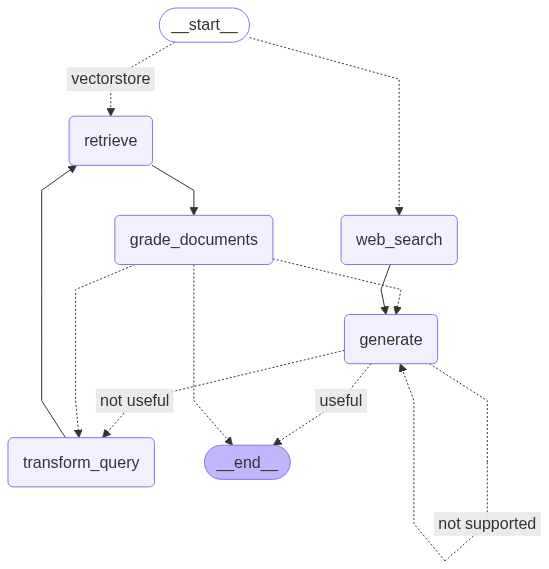 __start__
vectorstore
retrieve
grade_documents
web_search
generate
not useful
useful
transform_query
__end__
not supported